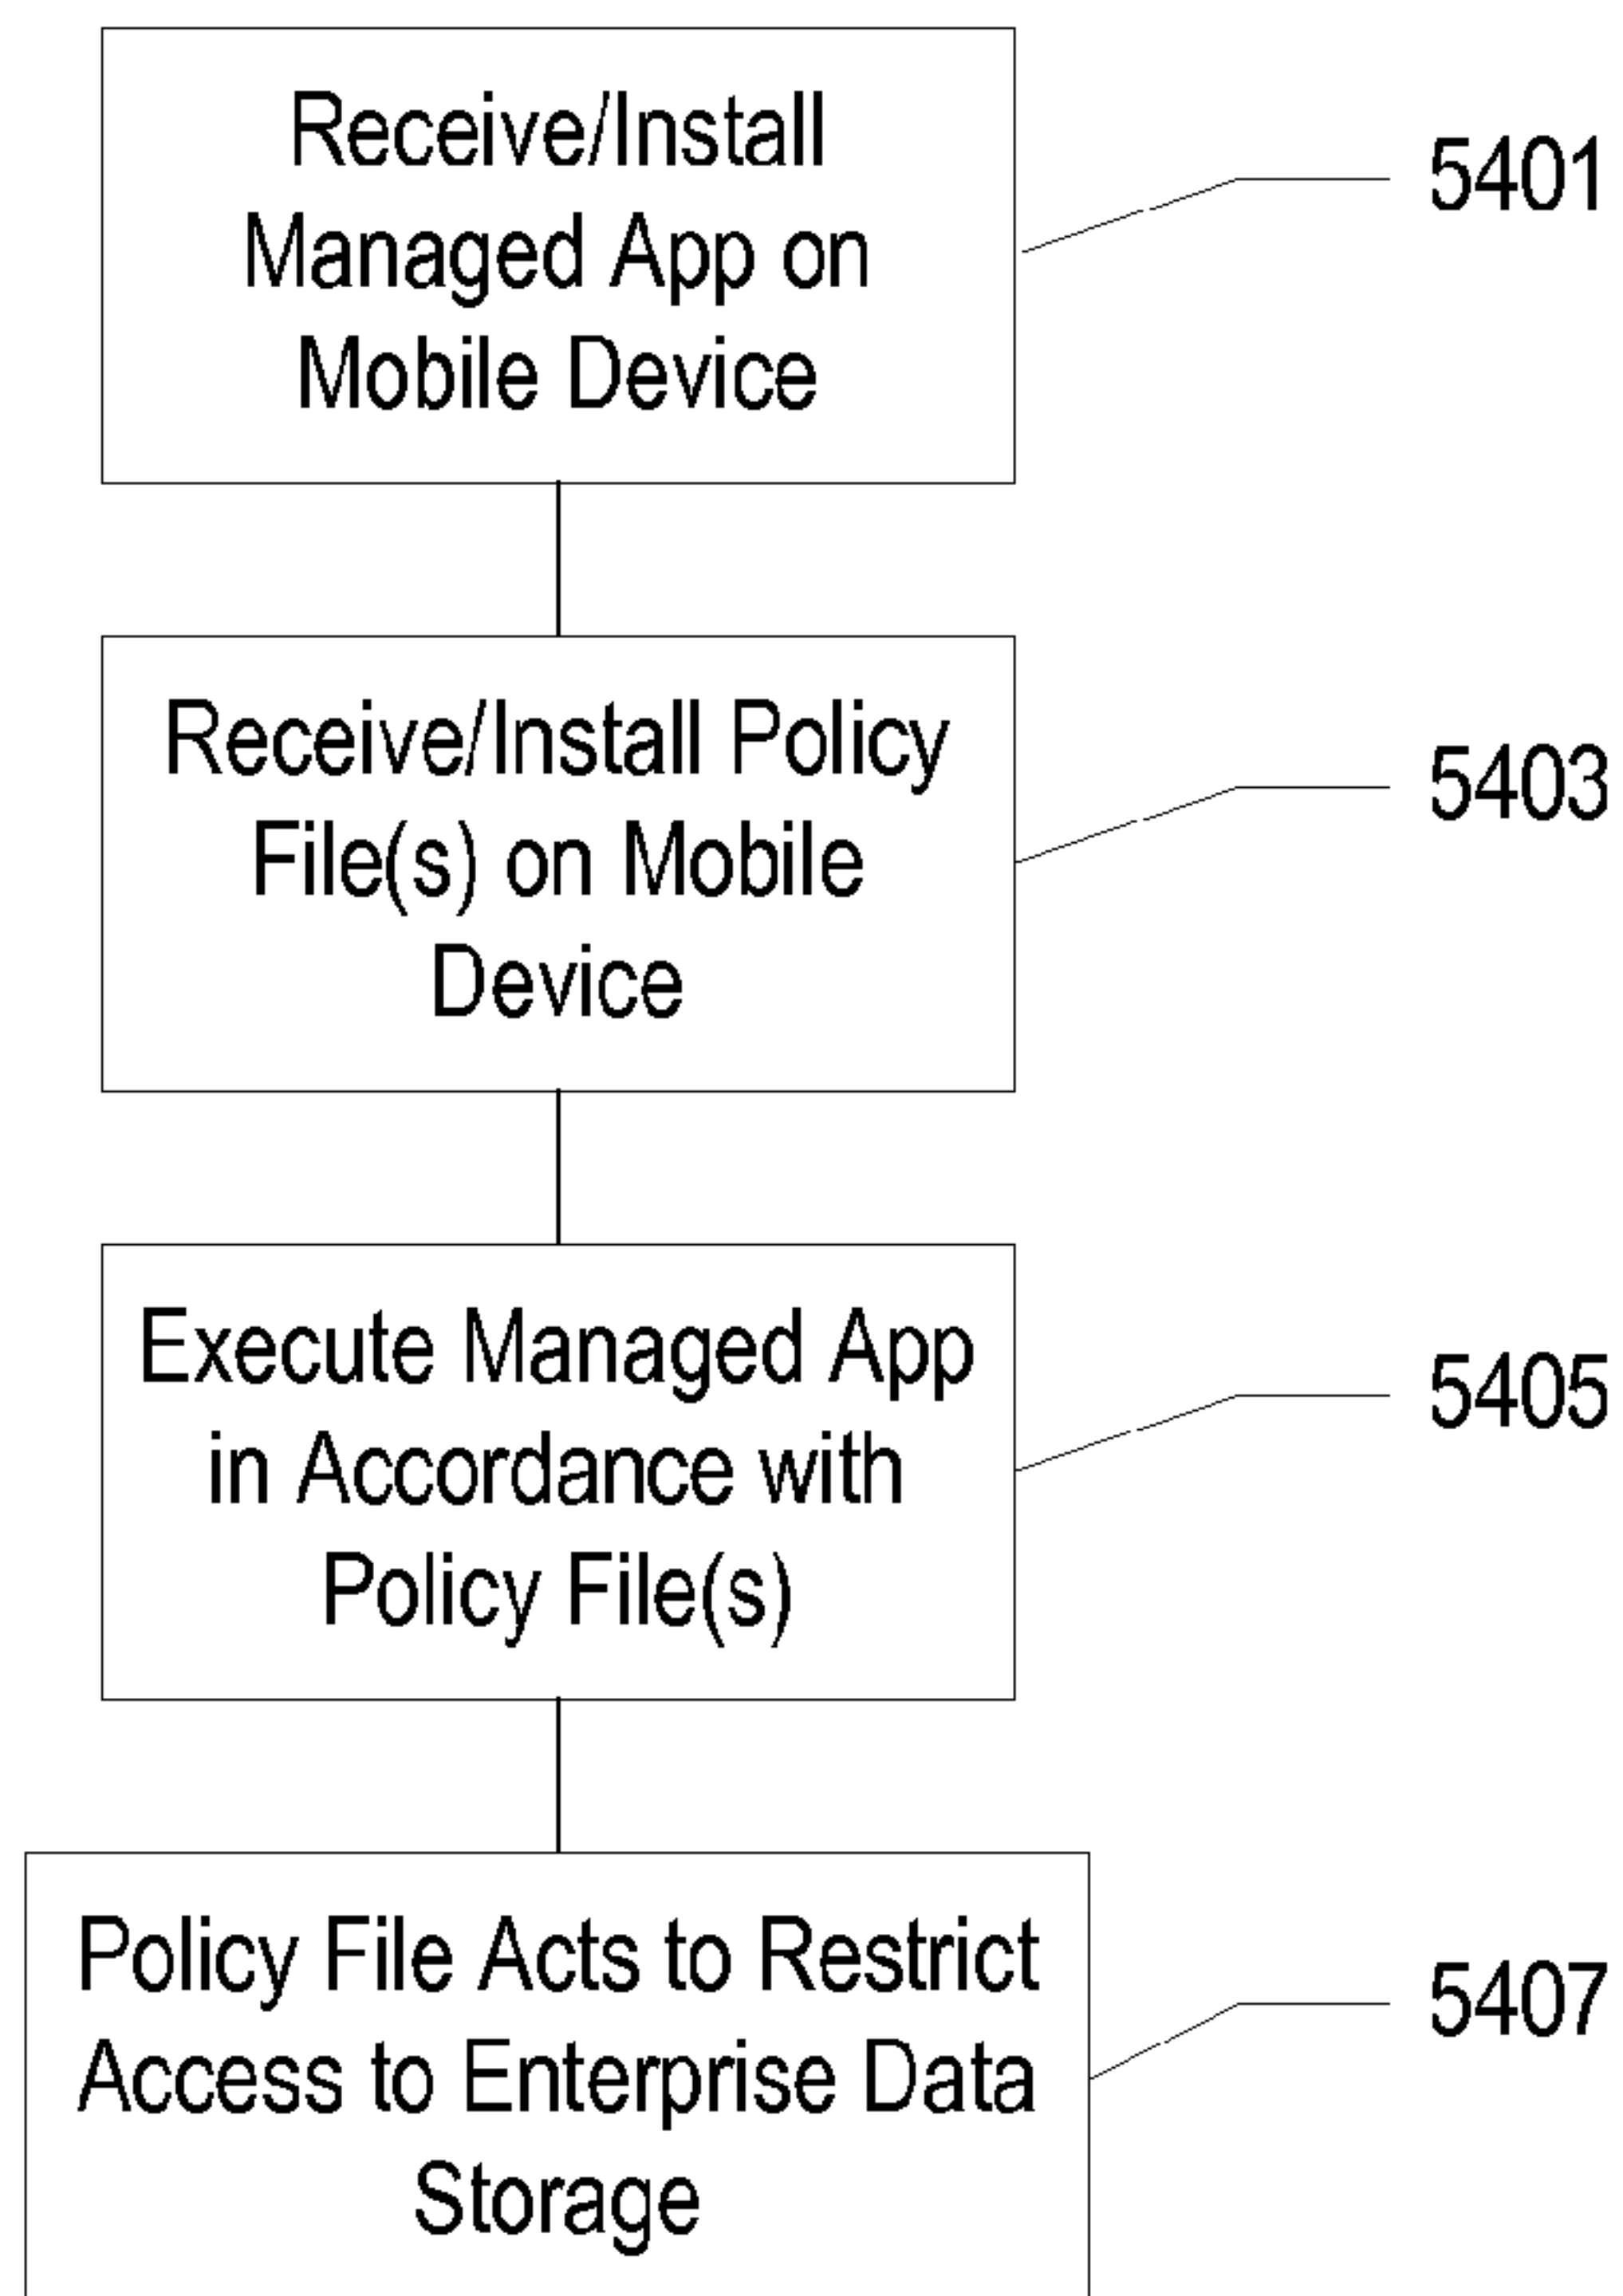 Receive/Install
Managed App on
Mobile Device
5401
Receive/Install Policy
File(s) on Mobile
Device
5403
Execute Managed App
in Accordance with
Policy File(s)
5405
Policy File Acts to Restrict
Access to Enterprise Data
Storage
5407